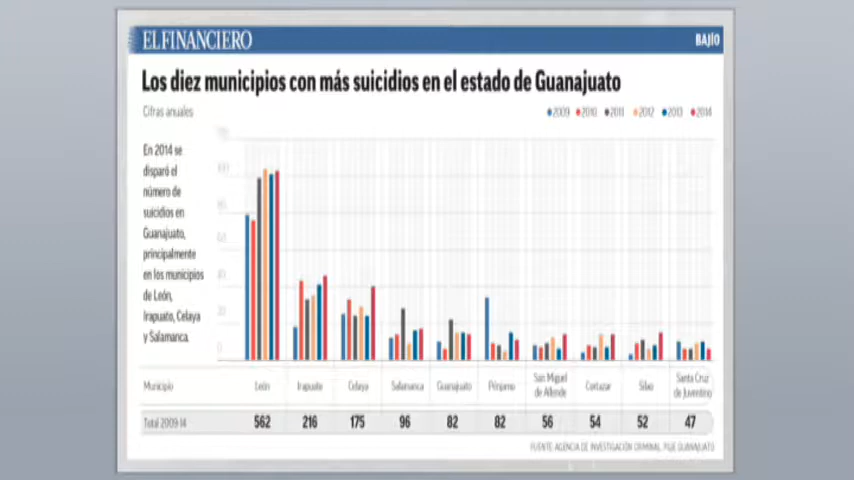 EL FINANCIERO
BAJÍO
Los diez municipios con más suicidios en el estado de Guanajuato
Cifras anuales
2009 2010 2011 2012 2013 2014
En 2014 se
disparó el
número de
suicidios en
Guanajuato,
principalmente
en los municipios
de León,
Irapuato, Celaya
y Salamanca.
Municipio León Irapuato Celaya Salamanca Guanajuato Pénjamo San Miguel de Allende Cortazar Silao Santa Cruz de Juventino
Total 2009-14 562 216 175 96 82 82 56 54 52 47
FUENTE: AGENCIA DE INVESTIGACIÓN CRIMINAL, PGJE GUANAJUATO